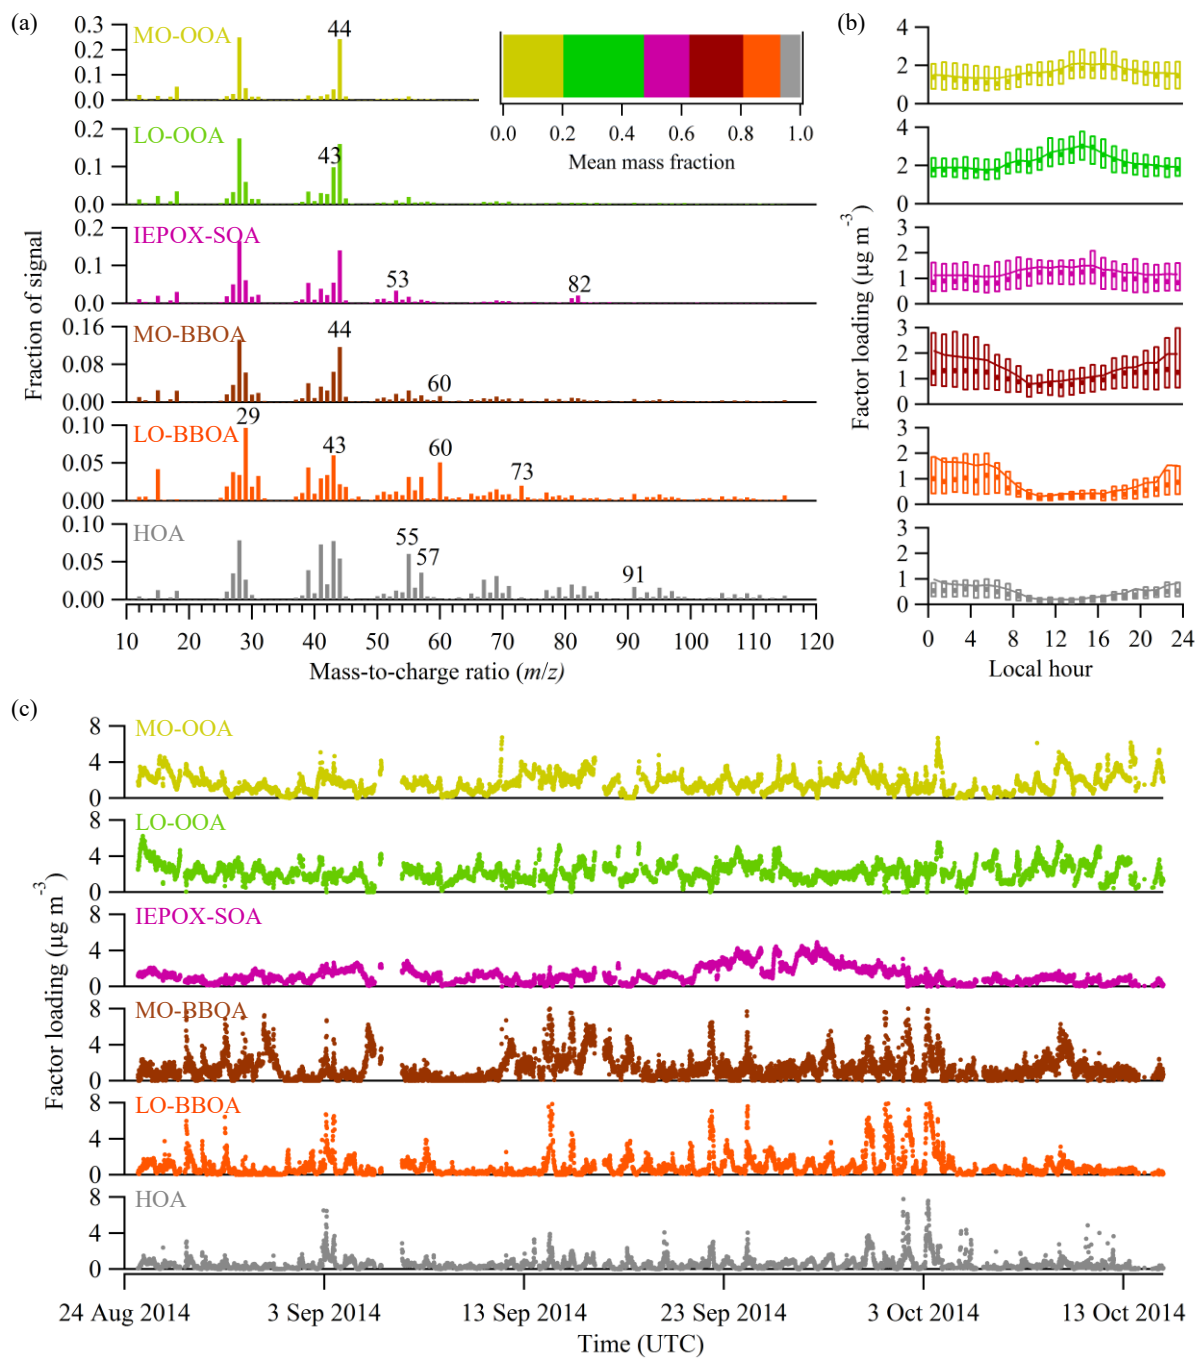 (a)
Fraction of signal
0.3
0.2
0.1
0.0
MO-OOA
44
0.2
0.1
0.0
LO-OOA
43
0.2
0.1
0.0
IEPOX-SOA
53
82
0.16
0.08
0.00
MO-BBOA
44
60
0.10
0.05
0.00
LO-BBOA
29
43
60
73
0.10
0.05
0.00
HOA
55
57
91
10 20 30 40 50 60 70 80 90 100 110 120
Mass-to-charge ratio (m/z)
0.0 0.2 0.4 0.6 0.8 1.0
Mean mass fraction
(b)
Factor loading (µg m⁻³)
4
2
0
4
2
0
3
2
1
0
3
2
1
0
3
2
1
0
3
2
1
0
0 4 8 12 16 20 24
Local hour
(c)
Factor loading (µg m⁻³)
8
4
0
MO-OOA
8
4
0
LO-OOA
8
4
0
IEPOX-SOA
8
4
0
MO-BBOA
8
4
0
LO-BBOA
8
4
0
HOA
24 Aug 2014 3 Sep 2014 13 Sep 2014 23 Sep 2014 3 Oct 2014 13 Oct 2014
Time (UTC)